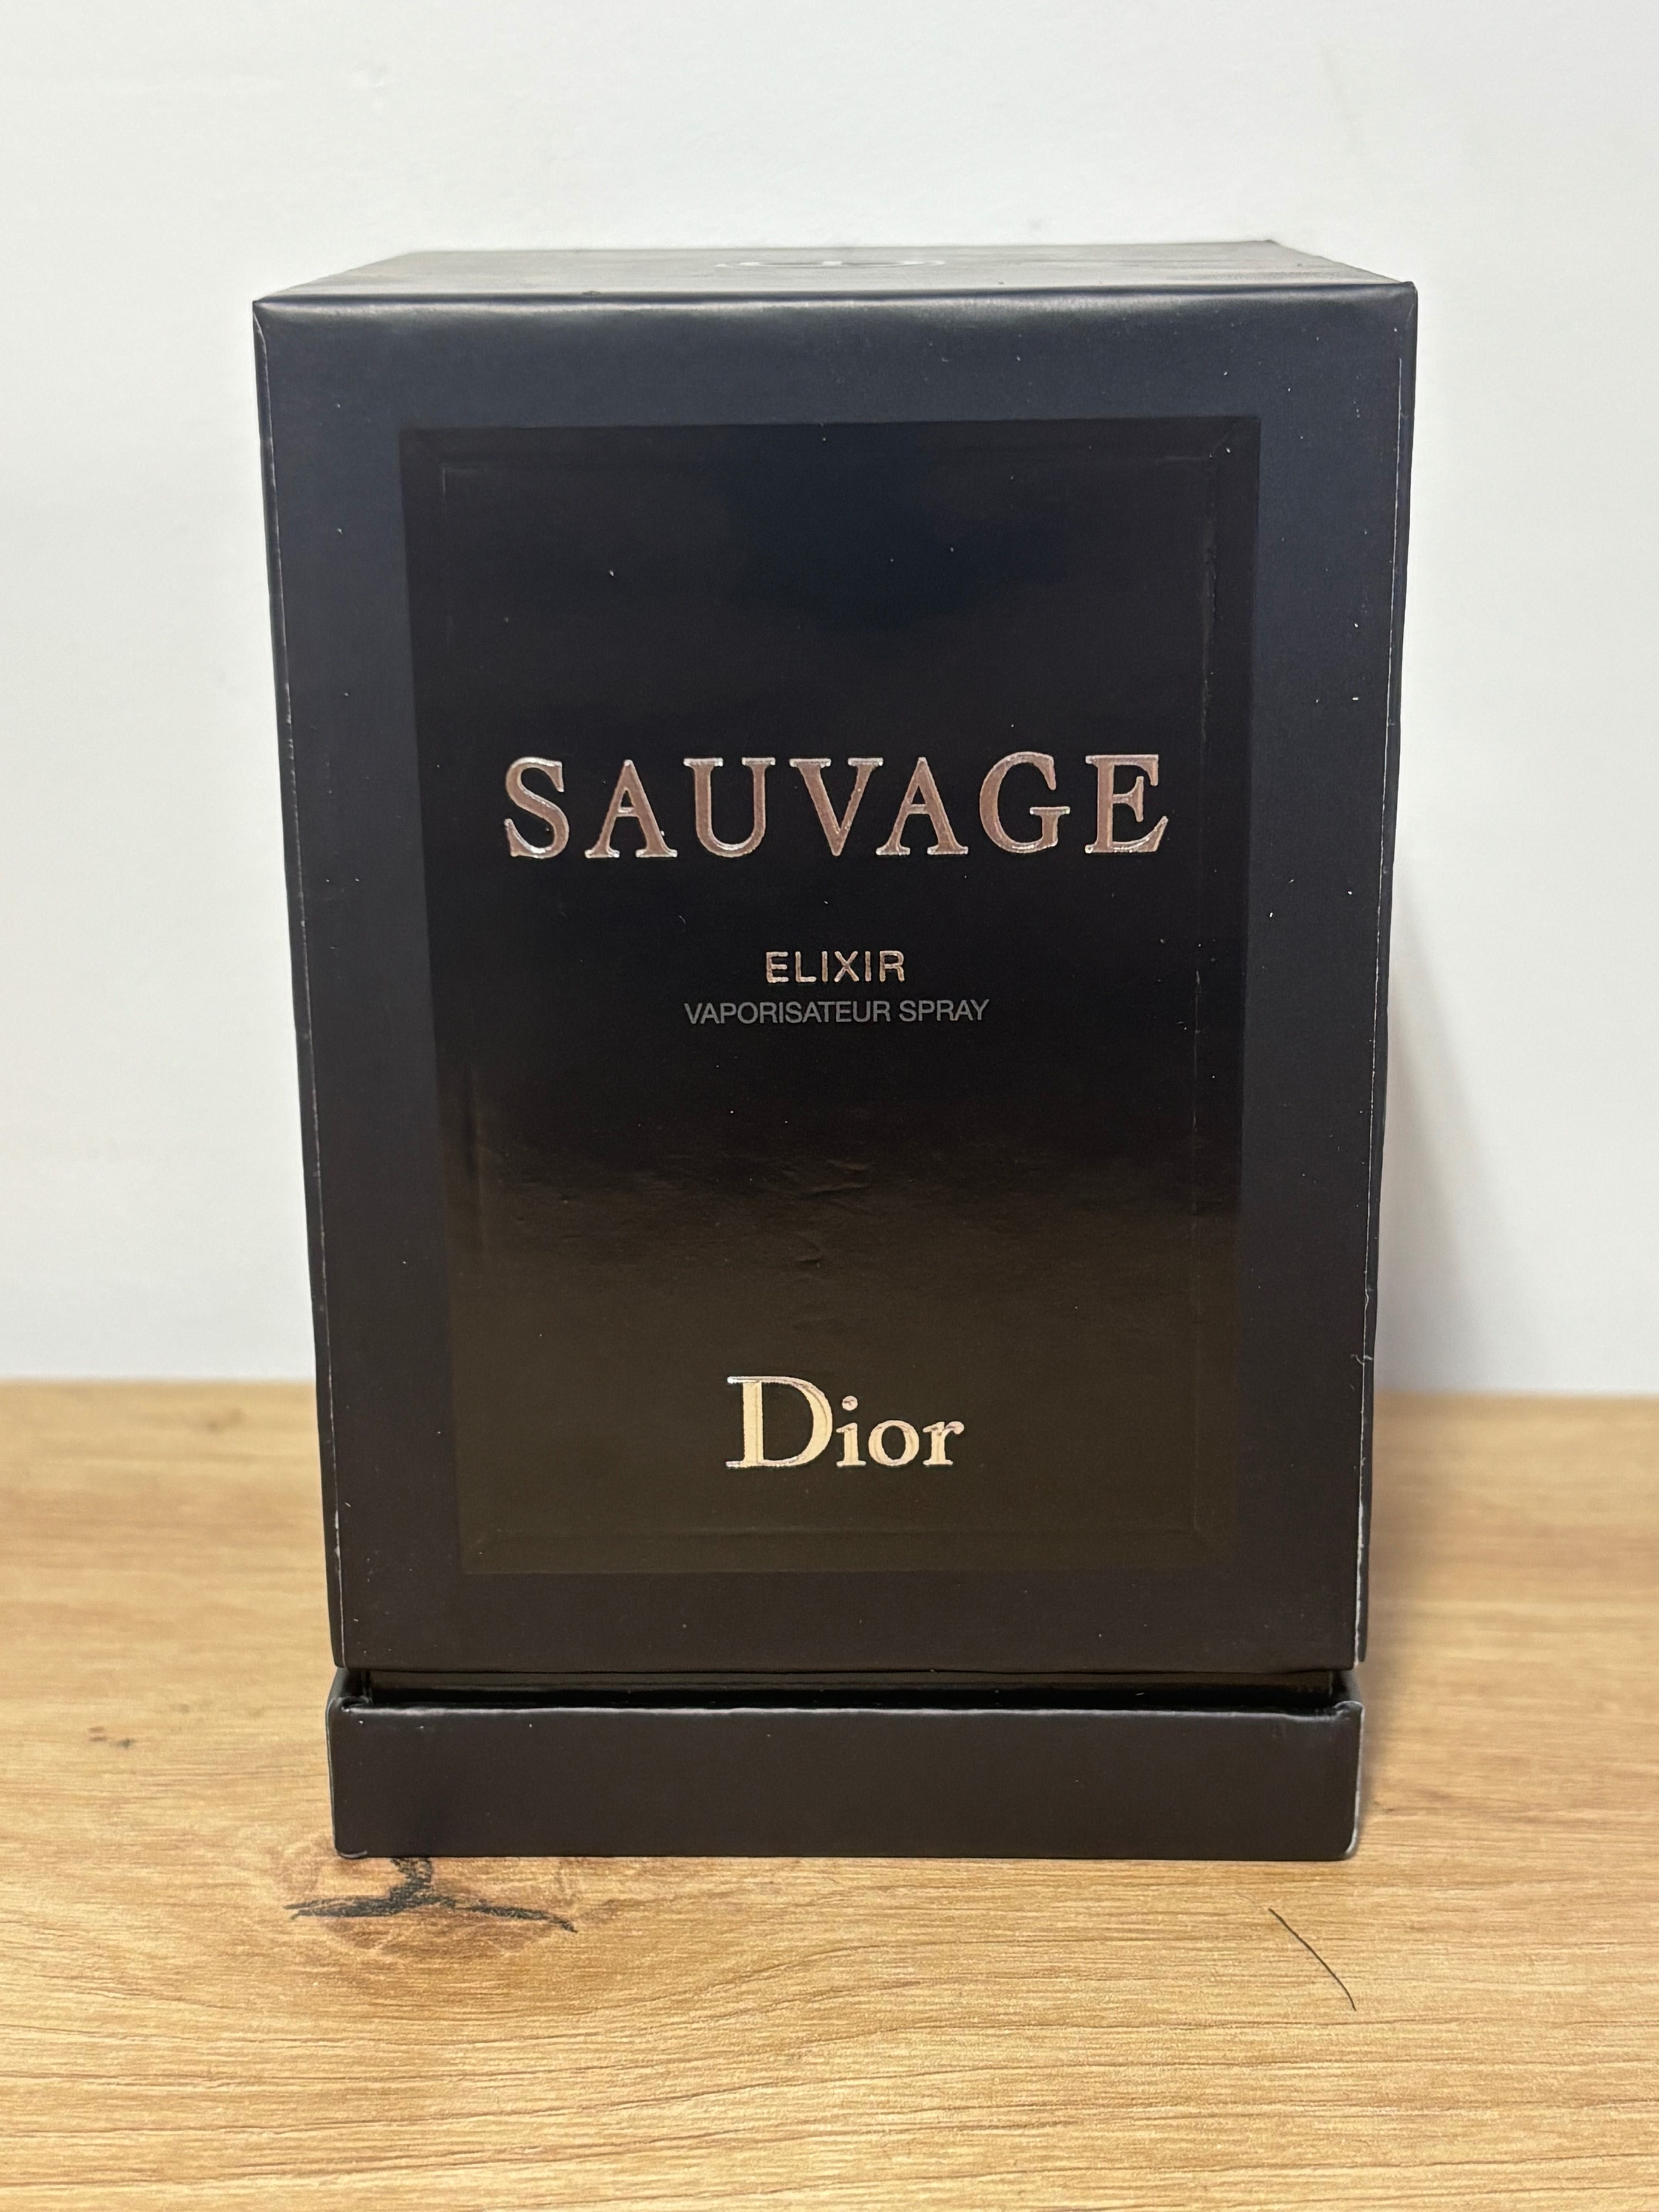 SAUVAGE
ELIXIR
VAPORISATEUR SPRAY
Dior